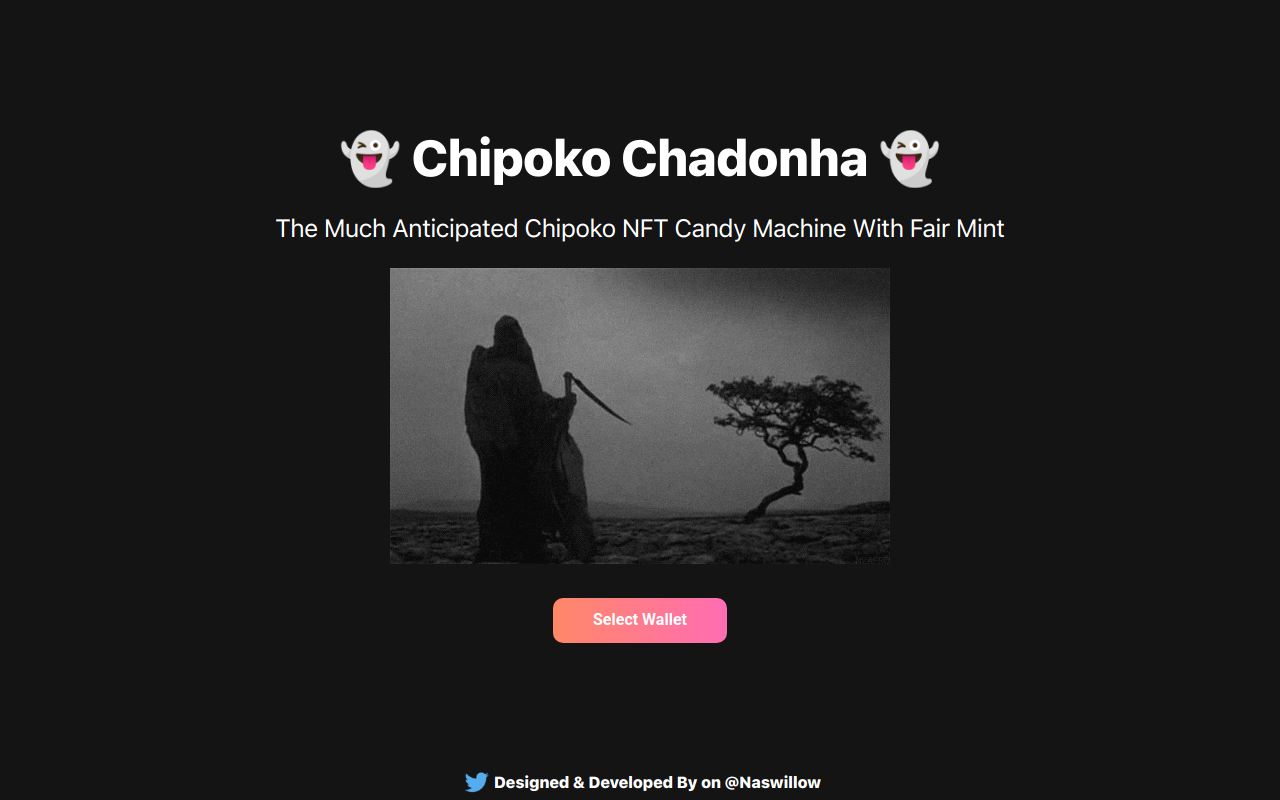 👻 Chipoko Chadonha 👻
The Much Anticipated Chipoko NFT Candy Machine With Fair Mint
Select Wallet
Designed & Developed By on @Naswillow